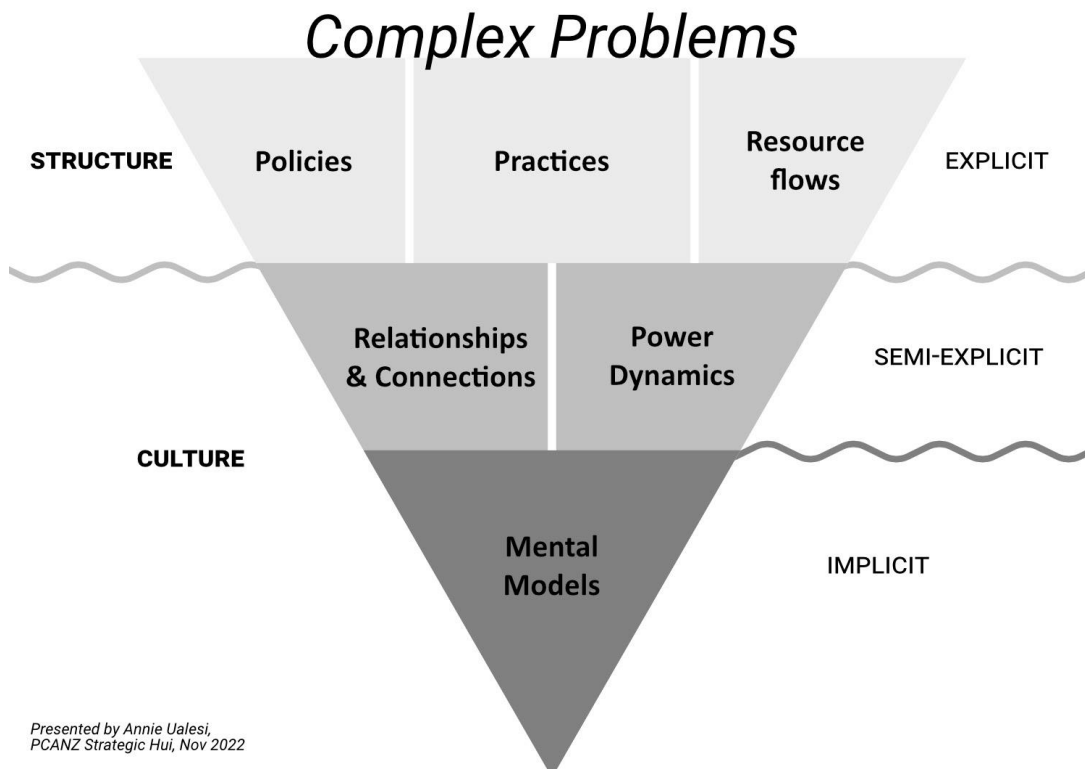 Complex Problems
STRUCTURE
Policies
Practices
Resource
flows
EXPLICIT
Relationships
& Connections
Power
Dynamics
SEMI-EXPLICIT
CULTURE
Mental
Models
IMPLICIT
Presented by Annie Ualesi,
PCANZ Strategic Hui, Nov 2022